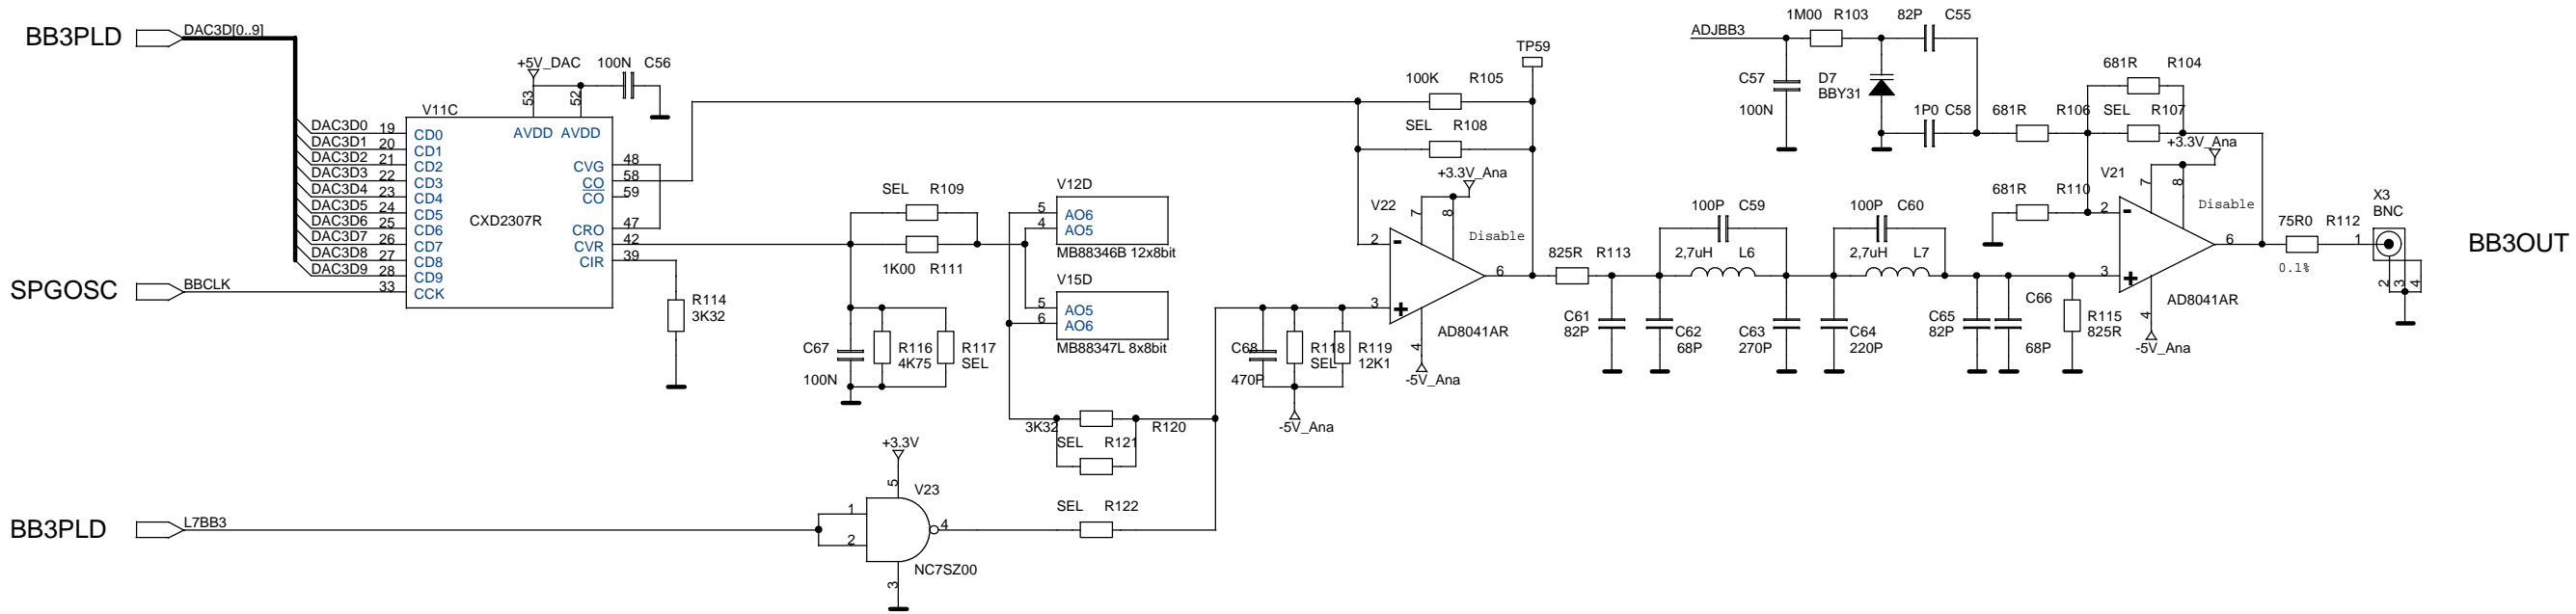 BB3PLD
DAC3D[0..9]
+5V_DAC
100N C56
53
52
V11C
AVDD AVDD
DAC3D0 19 CD0
DAC3D1 20 CD1
DAC3D2 21 CD2
DAC3D3 22 CD3
DAC3D4 23 CD4
DAC3D5 24 CD5
DAC3D6 25 CD6
DAC3D7 26 CD7
DAC3D8 27 CD8
DAC3D9 28 CD9
SPGOSC
BBCLK 33 CCK
CVG 48
CO 58
CO 59
CXD2307R
CRO 47
CVR 42
CIR 39
R114
3K32
SEL R109
1K00 R111
C67
100N
R116
4K75
R117
SEL
V12D
5 AO6
4 AO5
MB88346B 12x8bit
V15D
5 AO5
6 AO6
MB88347L 8x8bit
3K32 R120
SEL R121
SEL R122
BB3PLD
L7BB3
+3.3V
5
V23
1
2
4
NC7SZ00
3
C68
470P
R118
SEL
R119
12K1
-5V_Ana
100K R105
SEL R108
TP59
+3.3V_Ana
V22
7
8
Disable
2
-
3
+
6
4
AD8041AR
-5V_Ana
825R R113
100P C59
2,7uH L6
100P C60
2,7uH L7
C61
82P
C62
68P
C63
270P
C64
220P
C65
82P
C66
68P
R115
825R
ADJBB3
1M00 R103
82P C55
C57
100N
D7
BBY31
1P0 C58
681R R106
681R R104
SEL R107
+3.3V_Ana
681R R110
V21
7
8
Disable
2
-
3
+
6
4
AD8041AR
-5V_Ana
75R0 R112
0.1%
X3
BNC
1
2
3
4
BB3OUT